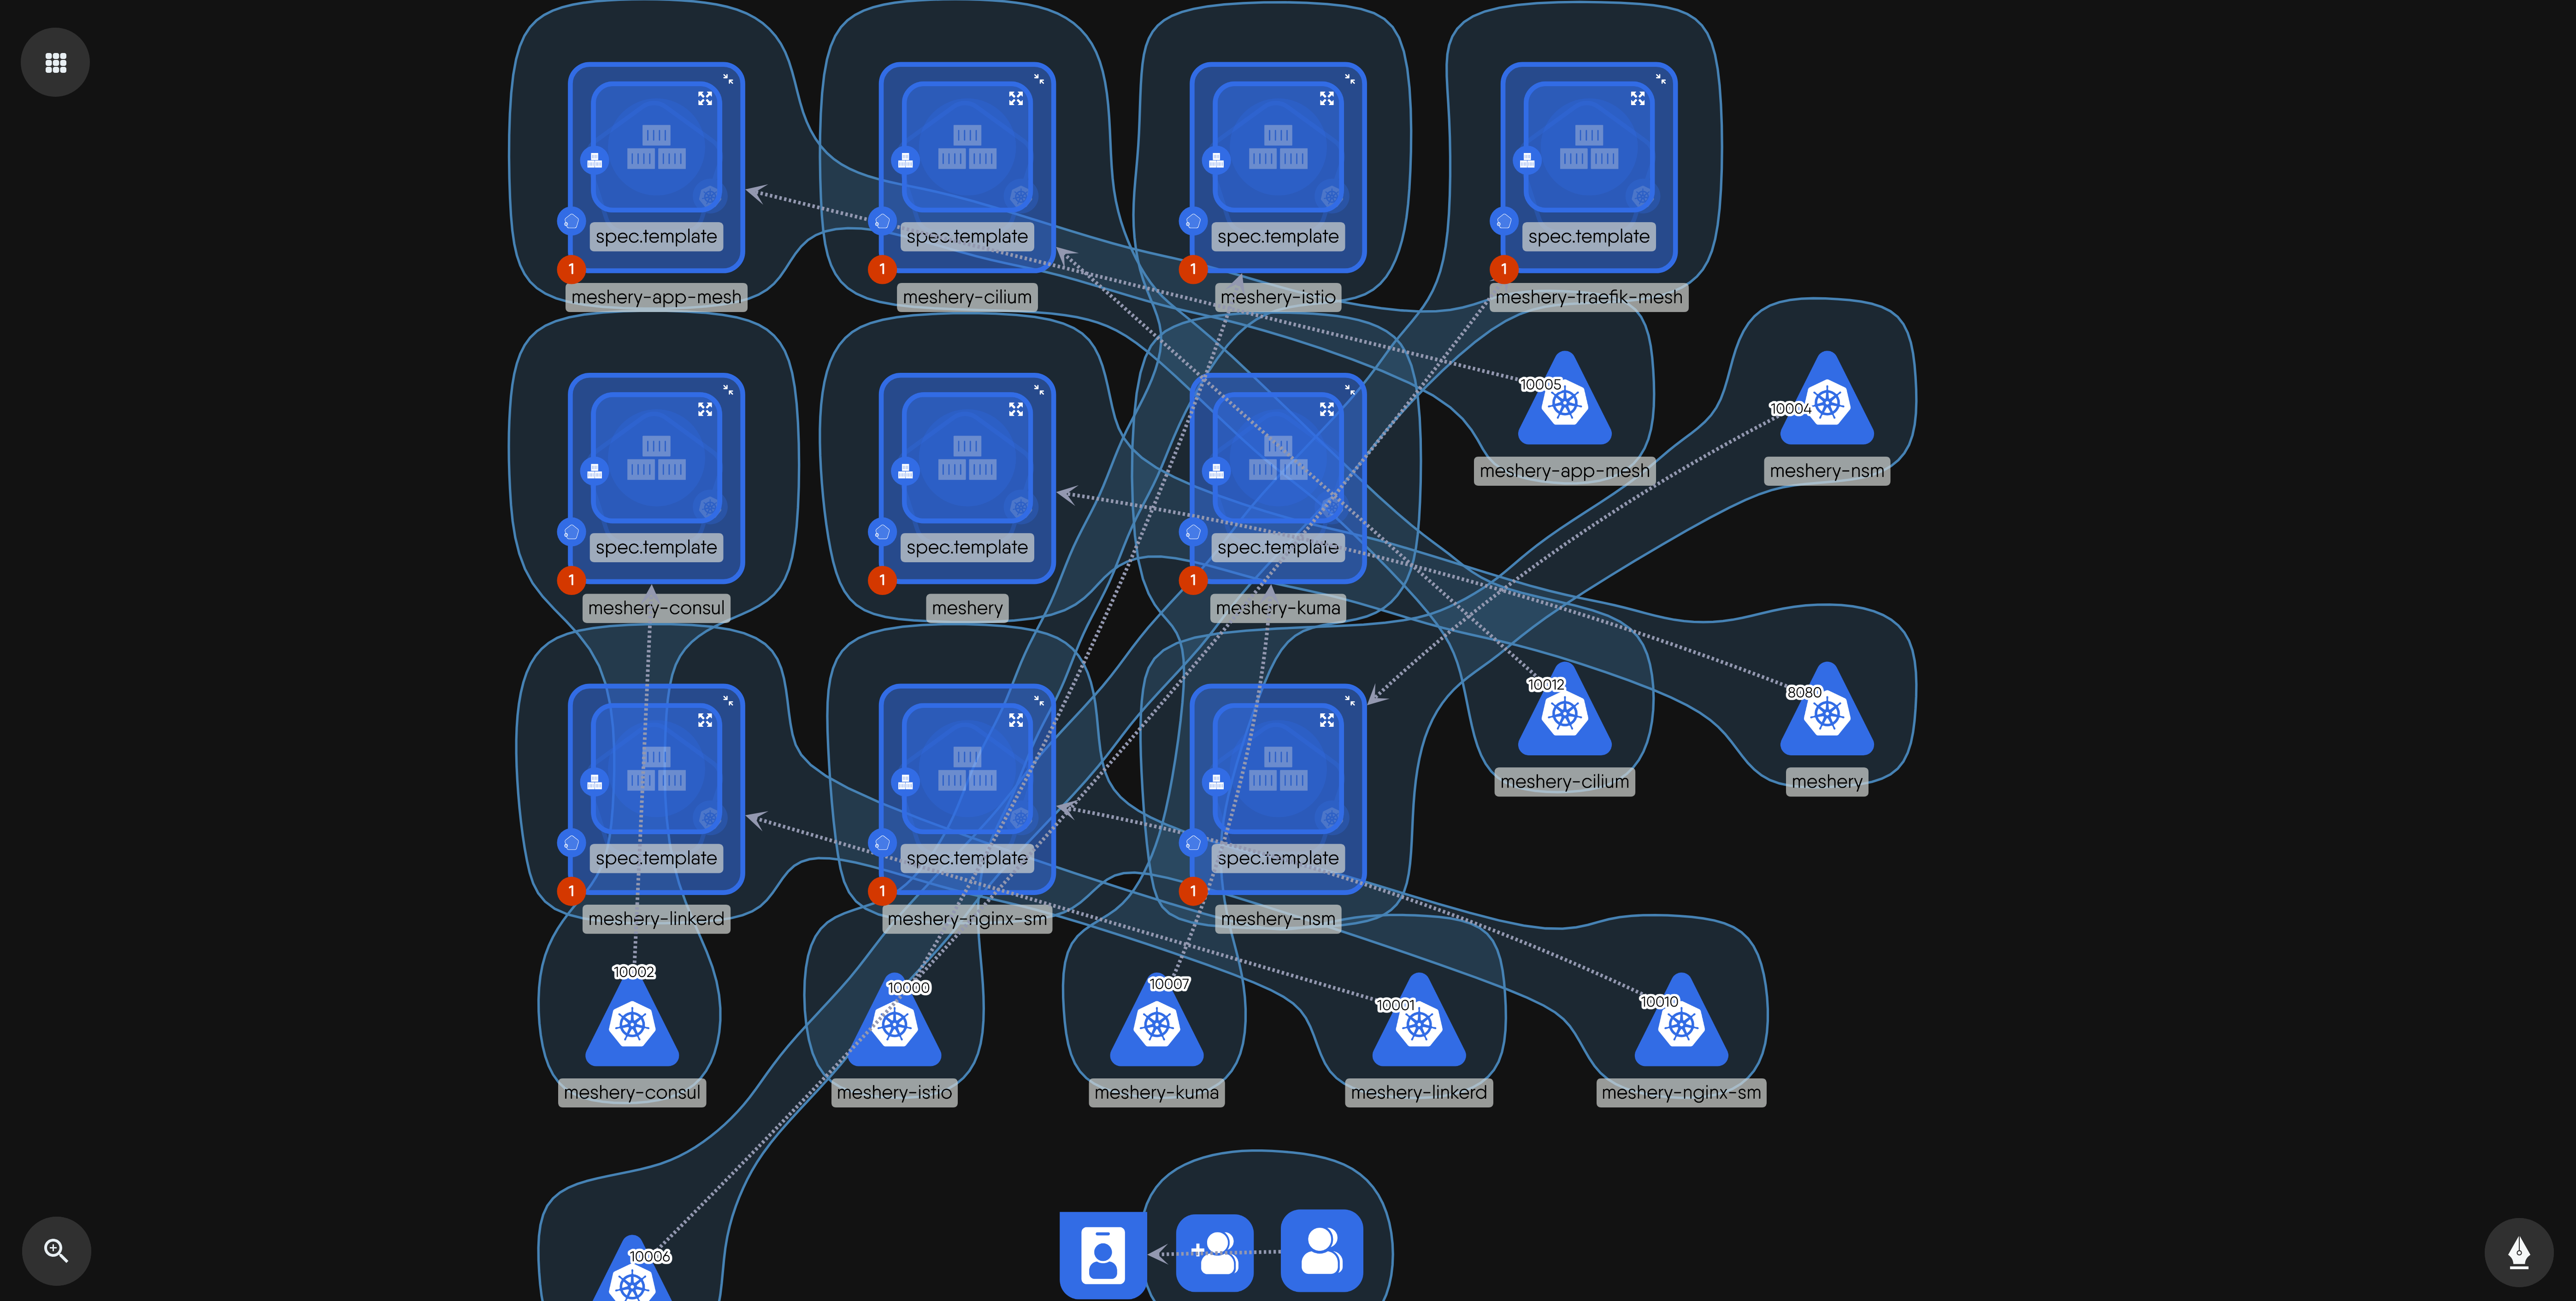 spec.template
spec.template
spec.template
spec.template
1
1
1
1
meshery-app-mesh
meshery-cilium
meshery-istio
meshery-traefik-mesh
10005
10004
meshery-app-mesh
meshery-nsm
spec.template
spec.template
spec.template
1
1
1
meshery-consul
meshery
meshery-kuma
10012
8080
meshery-cilium
meshery
spec.template
spec.template
spec.template
1
1
1
meshery-linkerd
meshery-nginx-sm
meshery-nsm
10002
10000
10007
10001
10010
meshery-consul
meshery-istio
meshery-kuma
meshery-linkerd
meshery-nginx-sm
10006